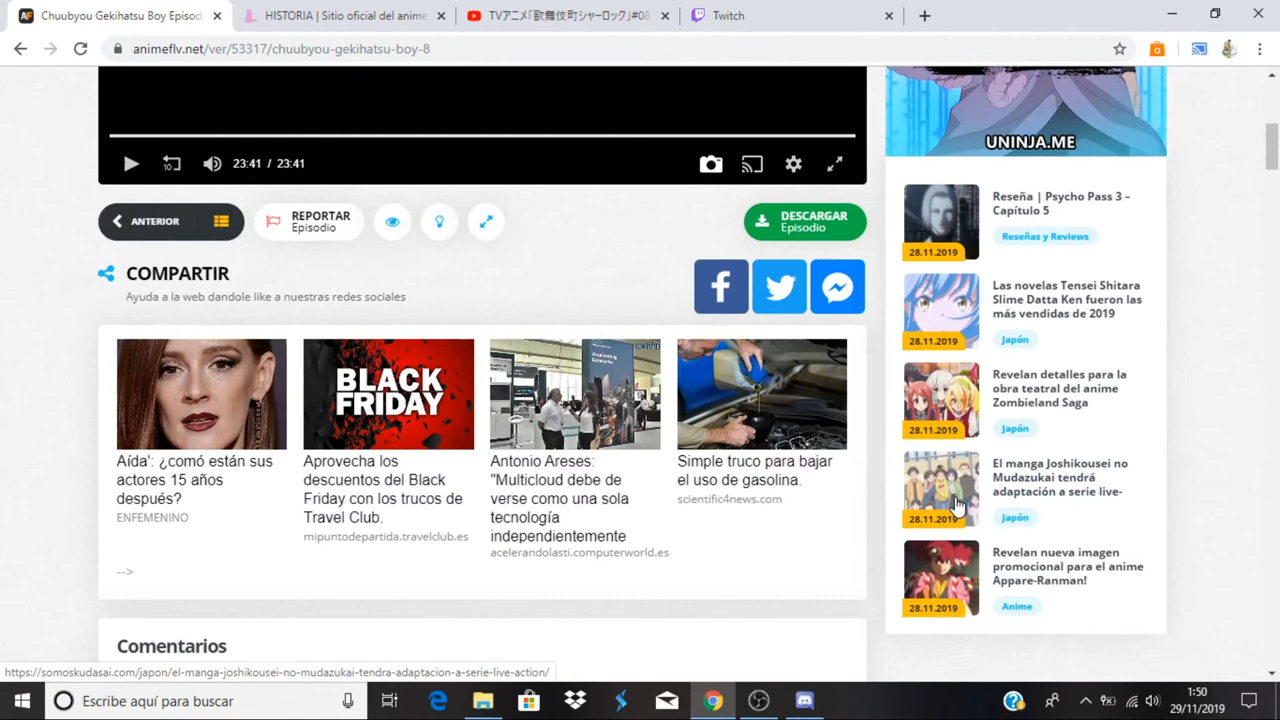 Chuubyou Gekihatsu Boy Episodi
HISTORIA | Sitio oficial del anime
TVアニメ「歌舞伎町シャーロック」#08
Twitch
animeflv.net/ver/53317/chuubyou-gekihatsu-boy-8
UNINJA.ME
10
23:41 / 23:41
ANTERIOR
REPORTAR
Episodio
DESCARGAR
Episodio
COMPARTIR
Ayuda a la web dandole like a nuestras redes sociales
BLACK
FRIDAY
Aída': ¿comó están sus
actores 15 años
después?
ENFEMENINO
Aprovecha los
descuentos del Black
Friday con los trucos de
Travel Club.
mipuntodepartida.travelclub.es
Antonio Areses:
"Multicloud debe de
verse como una sola
tecnología
independientemente
acelerandolasti.computerworld.es
Simple truco para bajar
el uso de gasolina.
scientific4news.com
-->
Comentarios
Reseña | Psycho Pass 3 –
Capítulo 5
Reseñas y Reviews
28.11.2019
Las novelas Tensei Shitara
Slime Datta Ken fueron las
más vendidas de 2019
Japón
28.11.2019
Revelan detalles para la
obra teatral del anime
Zombieland Saga
Japón
28.11.2019
El manga Joshikousei no
Mudazukai tendrá
adaptación a serie live-
Japón
28.11.2019
Revelan nueva imagen
promocional para el anime
Appare-Ranman!
Anime
28.11.2019
https://somoskudasai.com/japon/el-manga-joshikousei-no-mudazukai-tendra-adaptacion-a-serie-live-action/
Escribe aquí para buscar
1:50
29/11/2019